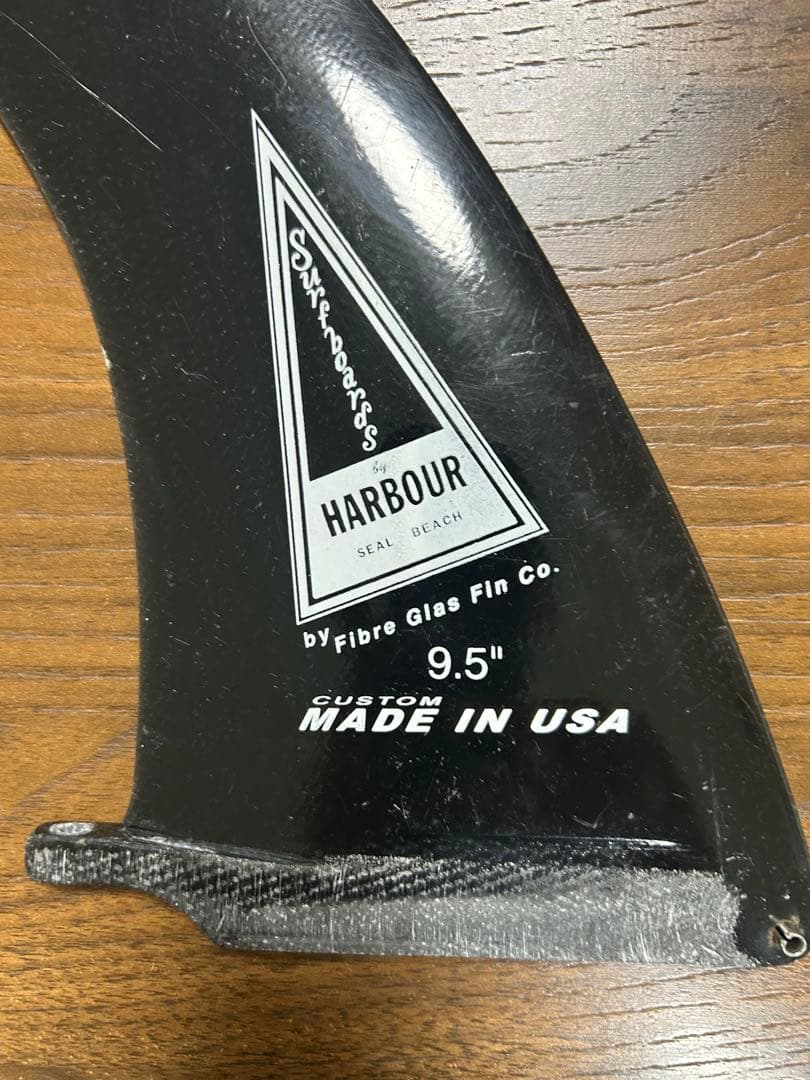 Surfboards
by
HARBOUR
SEAL BEACH
by Fibre Glas Fin Co.
9.5"
CUSTOM
MADE IN USA